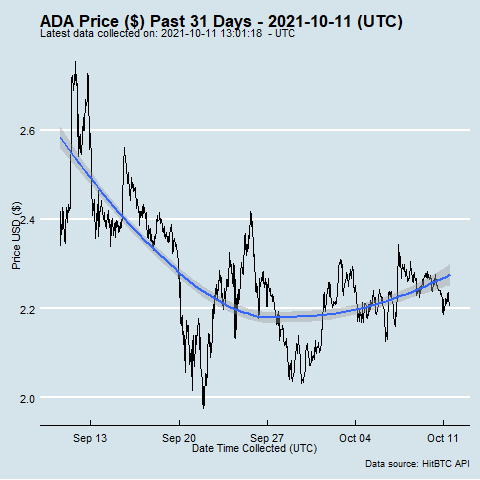 ADA Price ($) Past 31 Days - 2021-10-11 (UTC)
Latest data collected on: 2021-10-11 13:01:18 - UTC
2.6
2.4
2.2
2.0
Price USD ($)
Sep 13 Sep 20 Sep 27 Oct 04 Oct 11
Date Time Collected (UTC)
Data source: HitBTC API